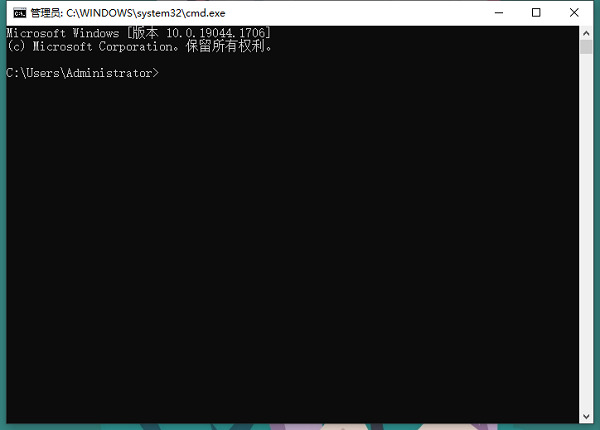 管理员: C:\WINDOWS\system32\cmd.exe
Microsoft Windows [版本 10.0.19044.1706]
(c) Microsoft Corporation。保留所有权利。
C:\Users\Administrator>